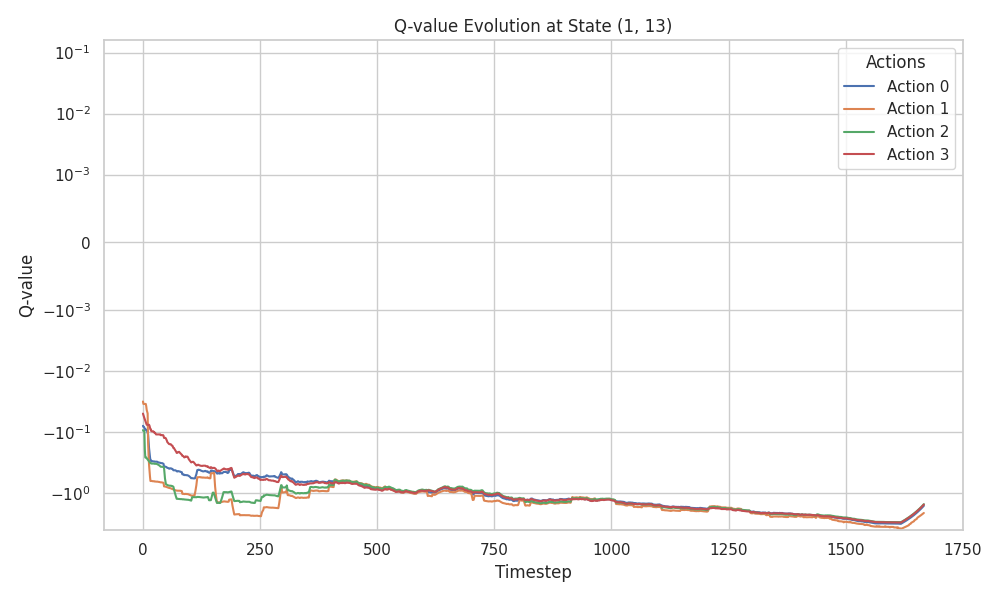 Q-value Evolution at State (1, 13)
Q-value
10⁻¹
10⁻²
10⁻³
0
−10⁻³
−10⁻²
−10⁻¹
−10⁰
Actions
Action 0
Action 1
Action 2
Action 3
0 250 500 750 1000 1250 1500 1750
Timestep